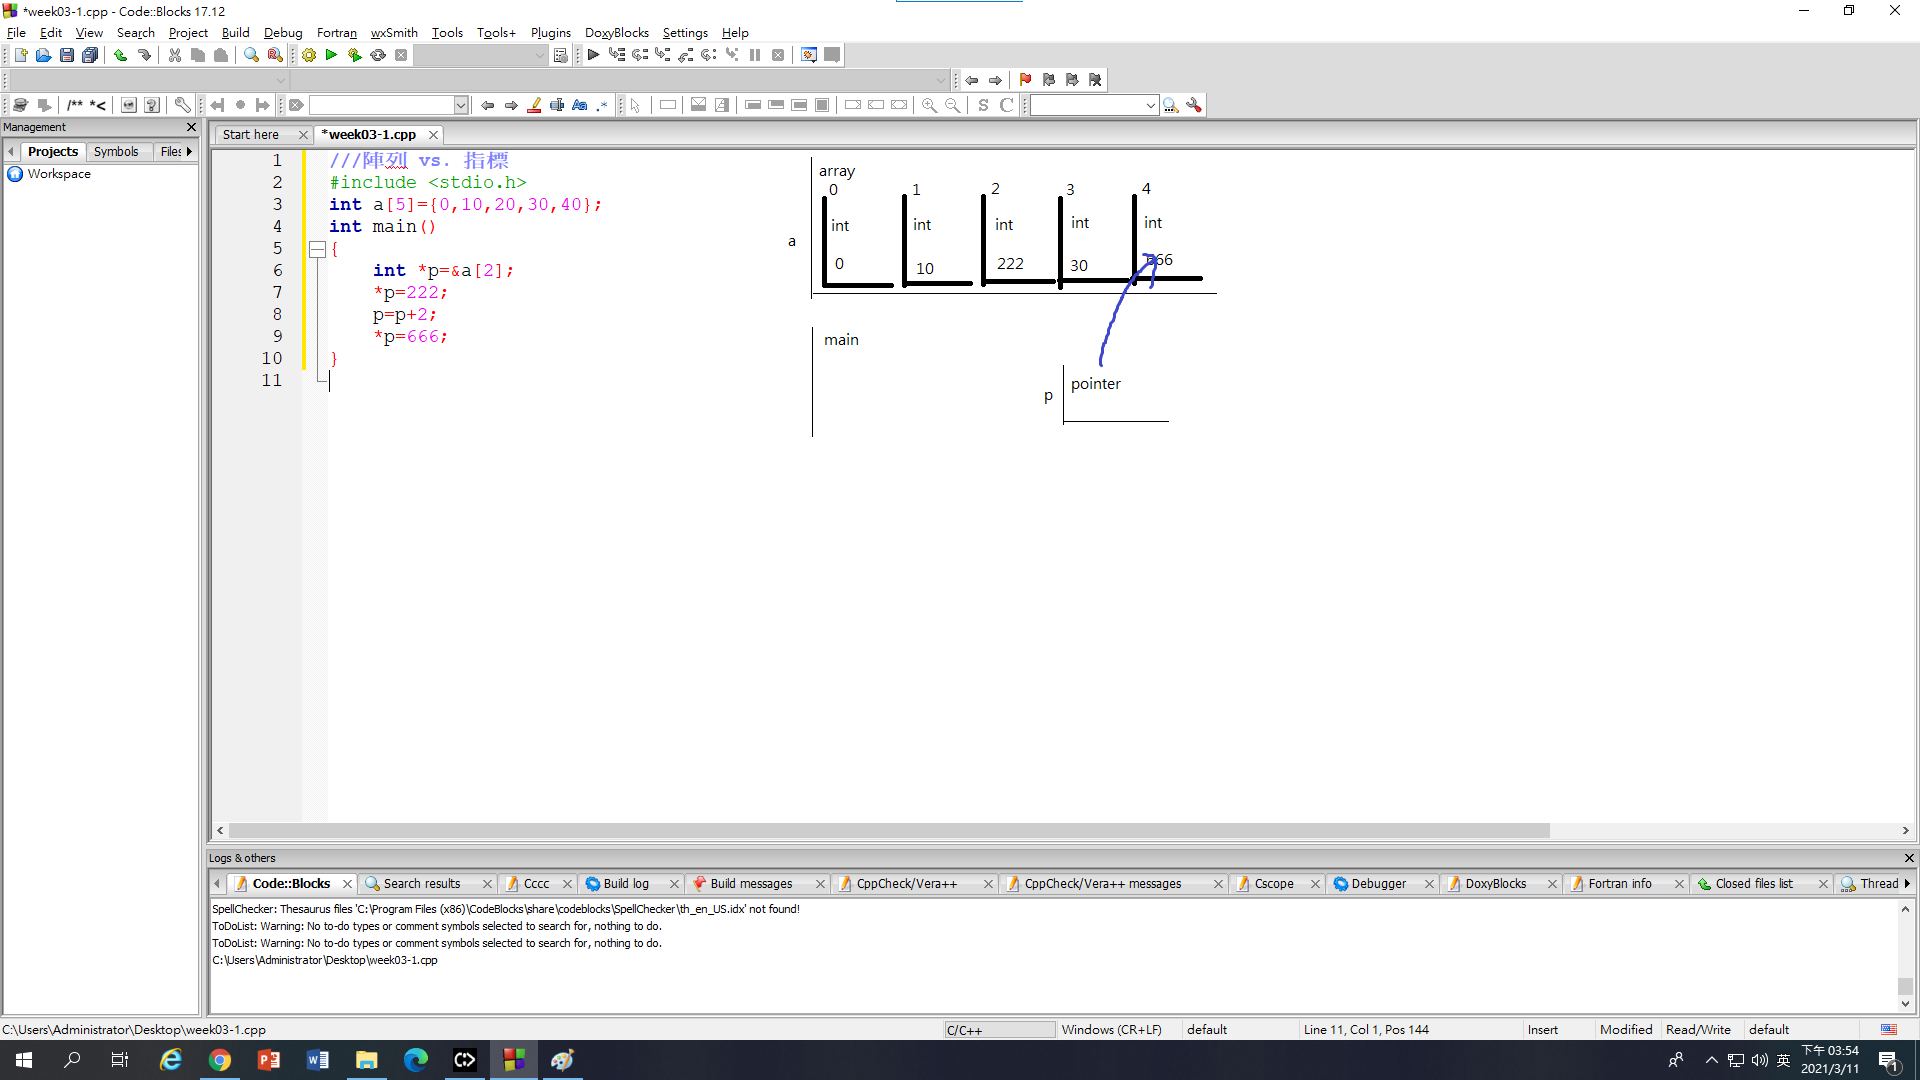 *week03-1.cpp - Code::Blocks 17.12
File Edit View Search Project Build Debug Fortran wxSmith Tools Tools+ Plugins DoxyBlocks Settings Help
/** *<
S C
Management
Projects Symbols Files
Workspace
Start here *week03-1.cpp
1 ///陣列 vs. 指標
2 #include <stdio.h>
3 int a[5]={0,10,20,30,40};
4 int main()
5 {
6 int *p=&a[2];
7 *p=222;
8 p=p+2;
9 *p=666;
10 }
11
array
0 1 2 3 4
int int int int int
a
0 10 222 30 666
main
pointer
p
Logs & others
Code::Blocks Search results Cccc Build log Build messages CppCheck/Vera++ CppCheck/Vera++ messages Cscope Debugger DoxyBlocks Fortran info Closed files list Thread
SpellChecker: Thesaurus files 'C:\Program Files (x86)\CodeBlocks\share\codeblocks\SpellChecker\th_en_US.idx' not found!
ToDoList: Warning: No to-do types or comment symbols selected to search for, nothing to do.
ToDoList: Warning: No to-do types or comment symbols selected to search for, nothing to do.
C:\Users\Administrator\Desktop\week03-1.cpp
C:\Users\Administrator\Desktop\week03-1.cpp C/C++ Windows (CR+LF) default Line 11, Col 1, Pos 144 Insert Modified Read/Write default
英 下午 03:54
2021/3/11 1